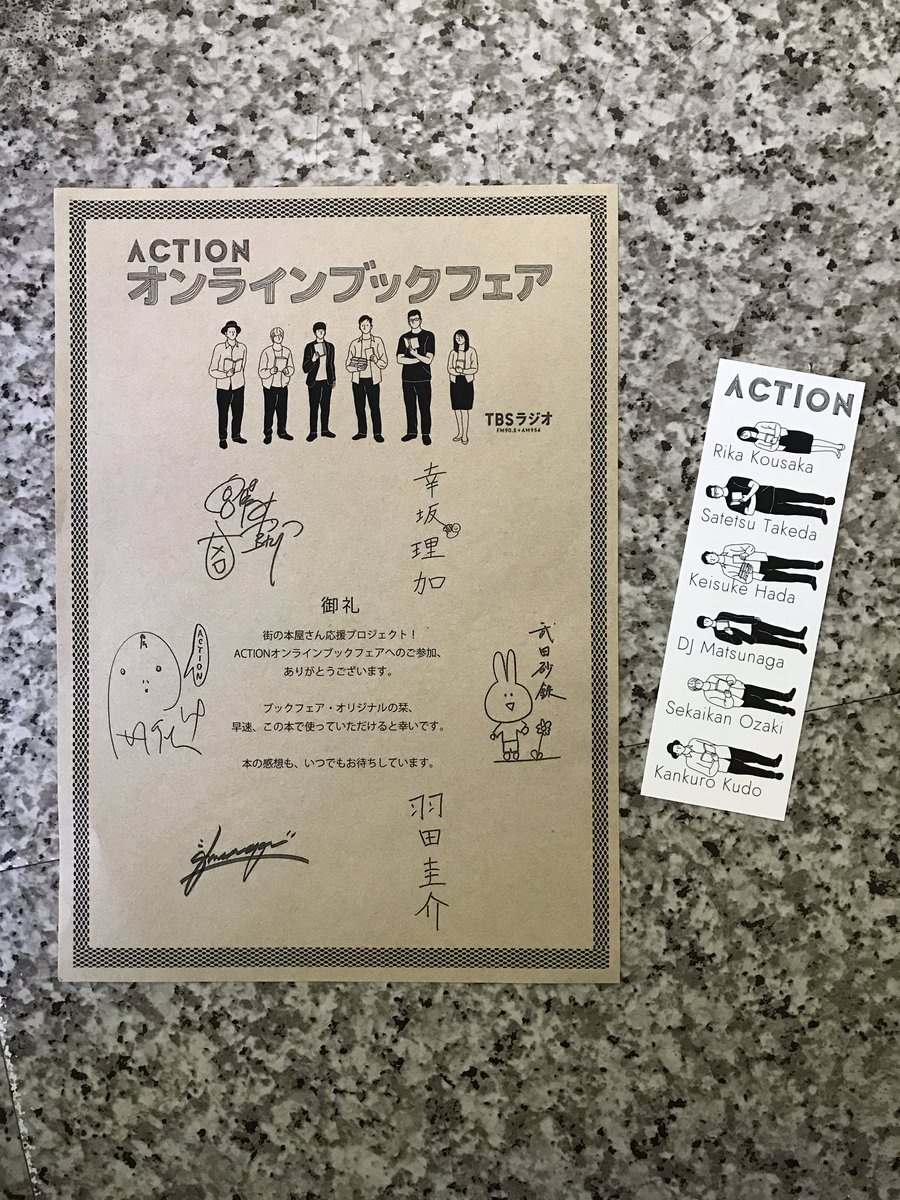 ACTION
オンラインブックフェア
TBSラジオ
FM90.5+AM954
幸坂理加
御礼
街の本屋さん応援プロジェクト！
ACTIONオンラインブックフェアへのご参加、
ありがとうございます。
ブックフェア・オリジナルの栞、
早速、この本で使っていただけると幸いです。
本の感想も、いつでもお待ちしています。
ACTION
武田砂鉄
羽田圭介
ACTION
Rika Kousaka
Satetsu Takeda
Keisuke Hada
DJ Matsunaga
Sekaikan Ozaki
Kankuro Kudo